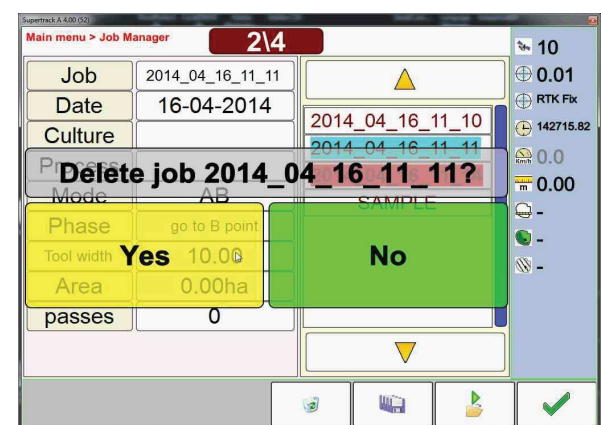 Supertrack A 4,00 (52)
Main menu > Job Manager
2\4
Job 2014_04_16_11_11
Date 16-04-2014
Culture
Process
Mode AB
Phase go to B point
Tool width 10.00
Area 0.00ha
passes 0
2014_04_16_11_10
2014_04_16_11_11
SAMPLE
Delete job 2014_04_16_11_11?
Yes
No
10
0.01
RTK Fix
142715.82
Km/h 0.0
m 0.00
-
-
-